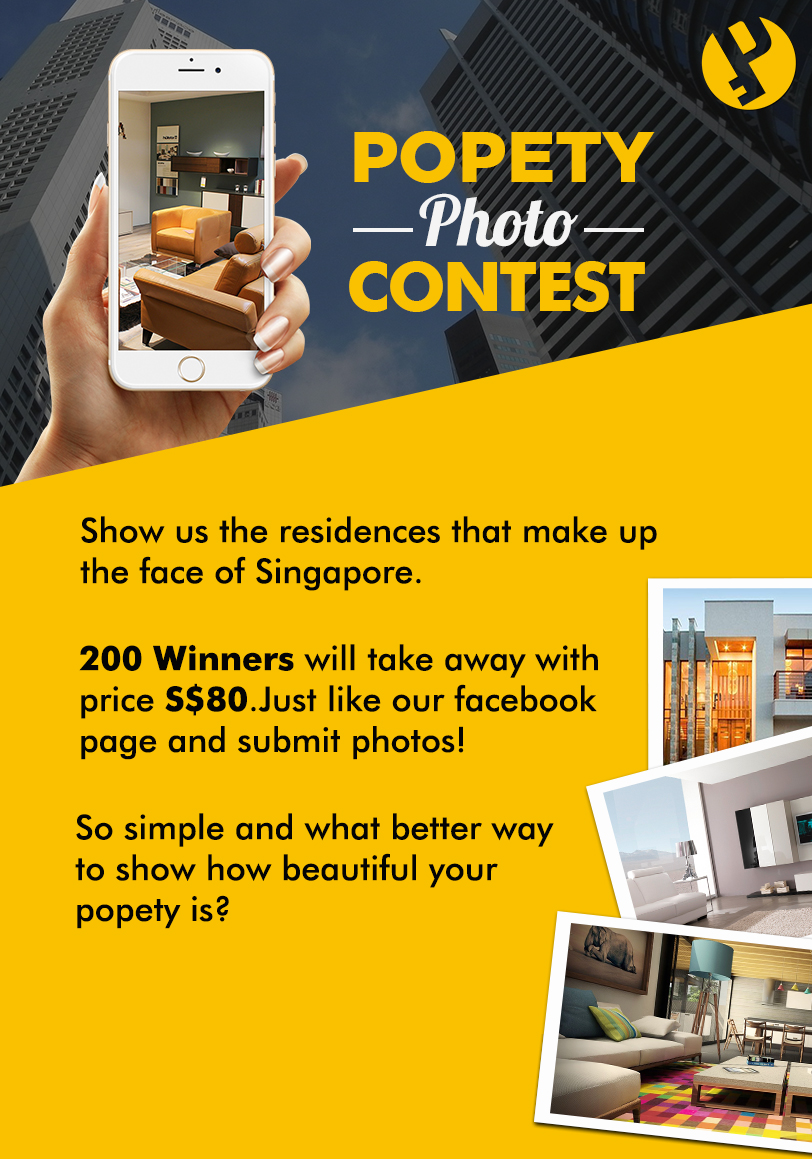 POPETY
Photo
CONTEST
Show us the residences that make up
the face of Singapore.
200 Winners will take away with
price S$80.Just like our facebook
page and submit photos!
So simple and what better way
to show how beautiful your
popety is?